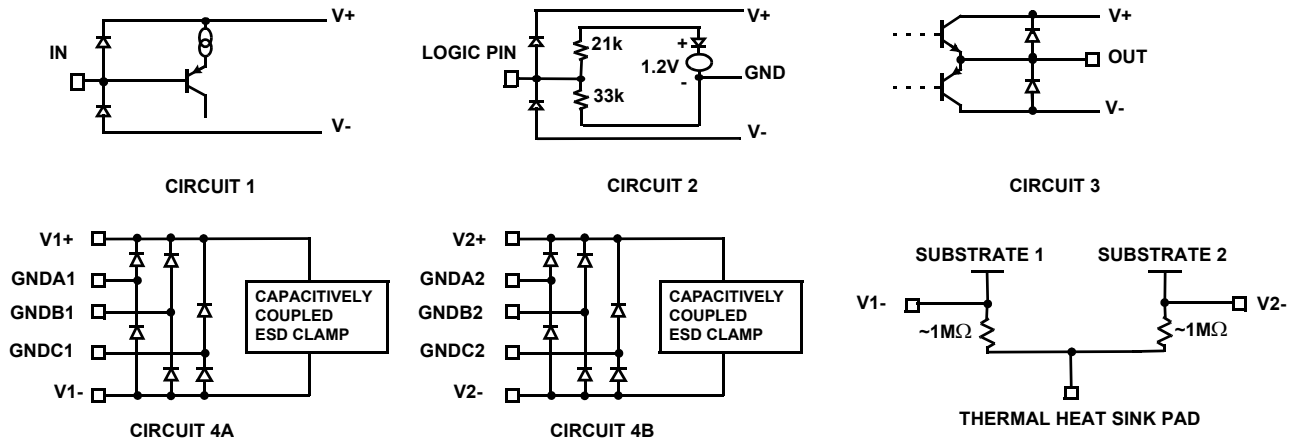 V+
IN
V-
CIRCUIT 1
V+
LOGIC PIN
21k
+
1.2V
-
GND
33k
V-
CIRCUIT 2
V+
OUT
V-
CIRCUIT 3
V1+
GNDA1
GNDB1
GNDC1
V1-
CAPACITIVELY
COUPLED
ESD CLAMP
CIRCUIT 4A
V2+
GNDA2
GNDB2
GNDC2
V2-
CAPACITIVELY
COUPLED
ESD CLAMP
CIRCUIT 4B
SUBSTRATE 1
SUBSTRATE 2
V1-
V2-
~1MΩ
~1MΩ
THERMAL HEAT SINK PAD